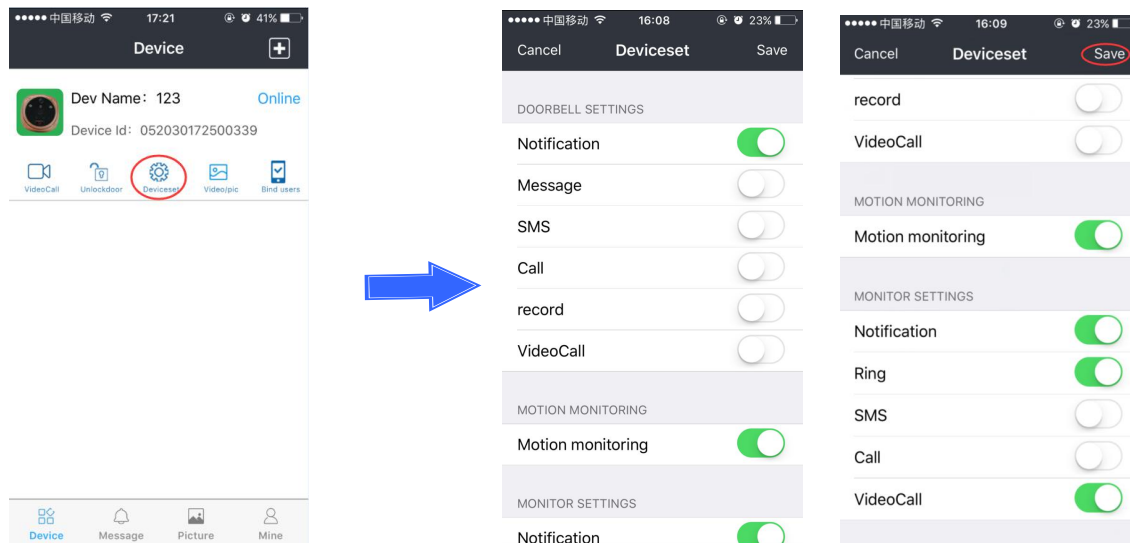 中国移动 17:21 41%
Device
Dev Name: 123 Online
Device Id: 052030172500339
VideoCall Unlockdoor Deviceset Video/pic Bind users
Device Message Picture Mine
中国移动 16:08 23%
Cancel Deviceset Save
DOORBELL SETTINGS
Notification
Message
SMS
Call
record
VideoCall
MOTION MONITORING
Motion monitoring
MONITOR SETTINGS
Notification
中国移动 16:09 23%
Cancel Deviceset Save
record
VideoCall
MOTION MONITORING
Motion monitoring
MONITOR SETTINGS
Notification
Ring
SMS
Call
VideoCall